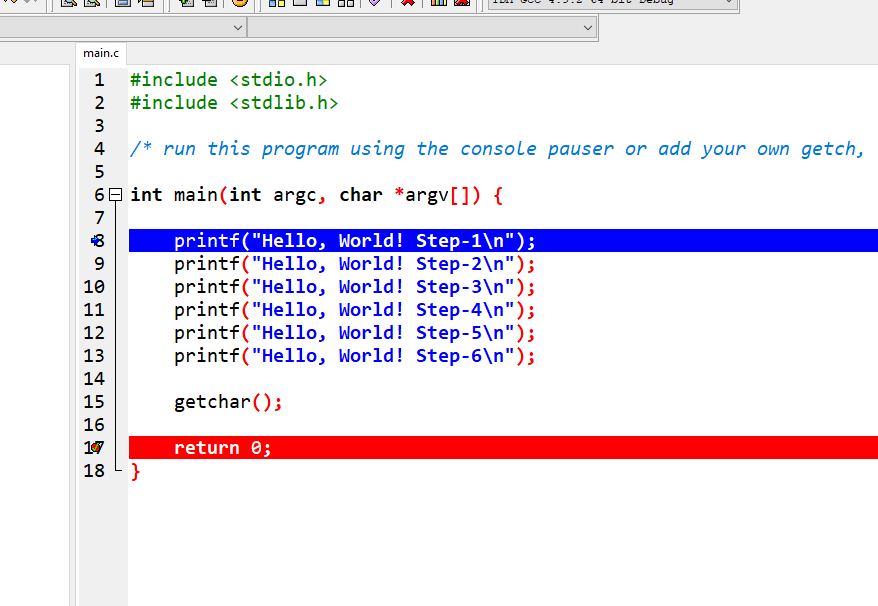 TDM-GCC 4.9.2 64-bit Debug
main.c
1 #include <stdio.h>
2 #include <stdlib.h>
3
4 /* run this program using the console pauser or add your own getch,
5
6 int main(int argc, char *argv[]) {
7
8 printf("Hello, World! Step-1\n");
9 printf("Hello, World! Step-2\n");
10 printf("Hello, World! Step-3\n");
11 printf("Hello, World! Step-4\n");
12 printf("Hello, World! Step-5\n");
13 printf("Hello, World! Step-6\n");
14
15 getchar();
16
17 return 0;
18 }